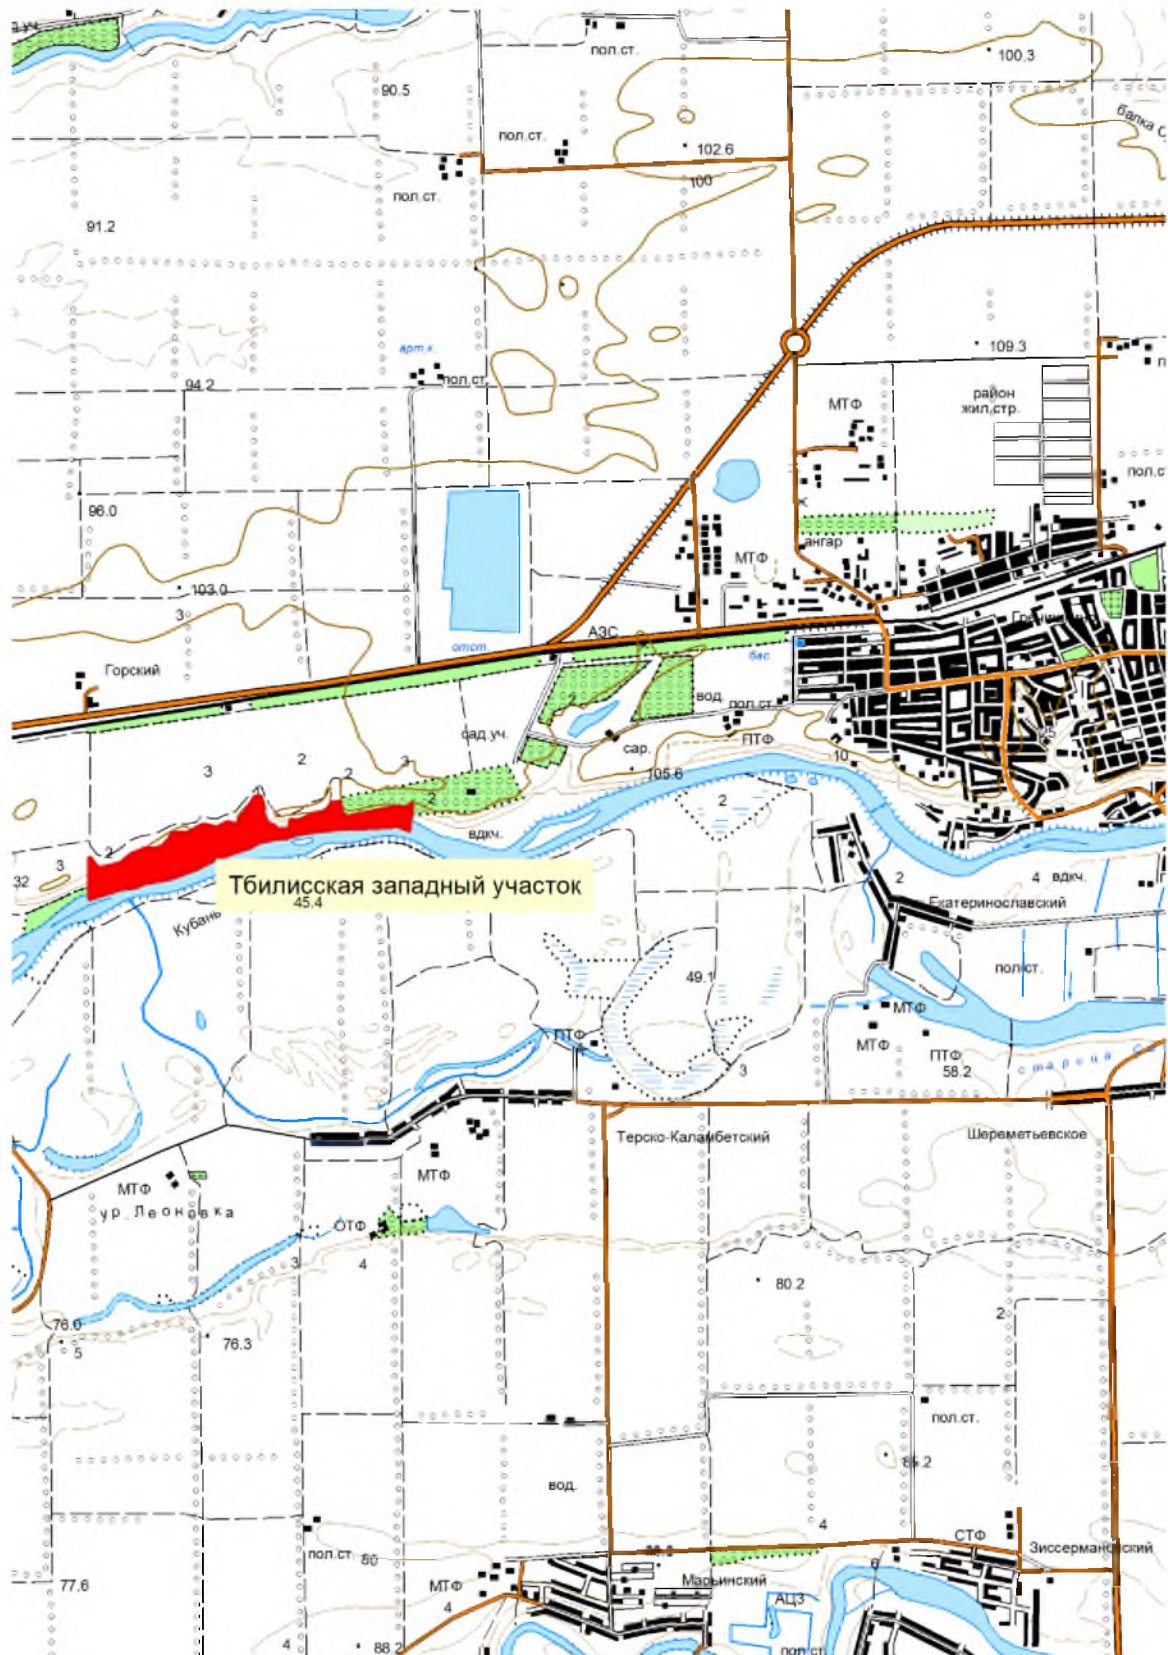 пол.ст.
100.3
90.5
балка
пол.ст.
102.6
100
пол.ст.
91.2
арт.к.
109.3
94.2
пол.ст.
район
жил.стр.
МТФ
пол.с
96.0
ангар
МТФ
103.0
3
АЗС
отст.
бас.
Горский
вод.
пол.ст.
сад.уч.
сар.
ПТФ
10
3
2
2
3
105.6
2
2
вдкч.
2
3
32
Тбилисская западный участок
45.4
Кубань
2
4
вдкч.
Екатеринославский
49.1
пол.ст.
МТФ
ПТФ
МТФ
ПТФ
58.2
старица
3
Терско-Каламбетский
Шереметьевское
МТФ
МТФ
ур. Леоновка
ОТФ
3
4
80.2
2
76.0
5
76.3
пол.ст.
вод.
4
СТФ
Зиссермановский
пол.ст.
80
77.6
МТФ
Марьинский
6
4
АЦЗ
4
88.2
пол.ст.